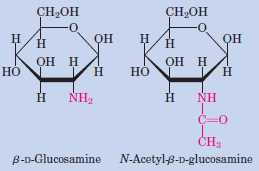 CH₂OH CH₂OH
O O
H OH H OH
H H
OH H OH H
HO H HO H
H NH₂ H NH
C=O
CH₃
β-D-Glucosamine N-Acetyl-β-D-glucosamine